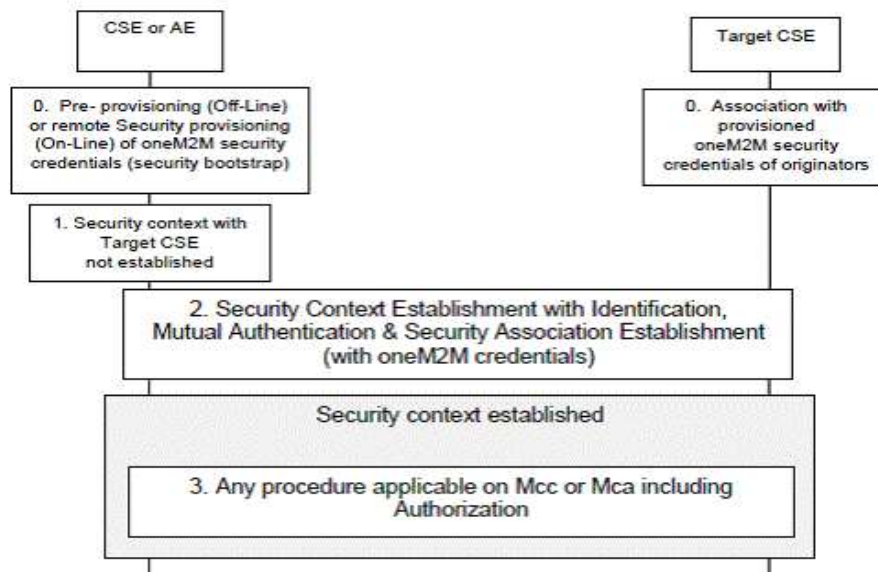 CSE or AE
Target CSE
0. Pre- provisioning (Off-Line)
or remote Security provisioning
(On-Line) of oneM2M security
credentials (security bootstrap)
0. Association with
provisioned
oneM2M security
credentials of originators
1. Security context with
Target CSE
not established
2. Security Context Establishment with Identification,
Mutual Authentication & Security Association Establishment
(with oneM2M credentials)
Security context established
3. Any procedure applicable on Mcc or Mca including
Authorization